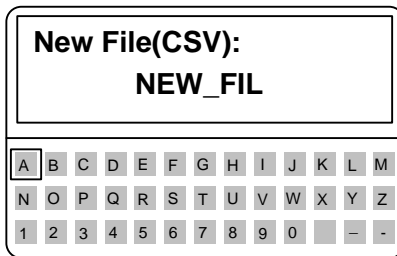 New File(CSV):
NEW_FIL
A B C D E F G H I J K L M
N O P Q R S T U V W X Y Z
1 2 3 4 5 6 7 8 9 0 – -